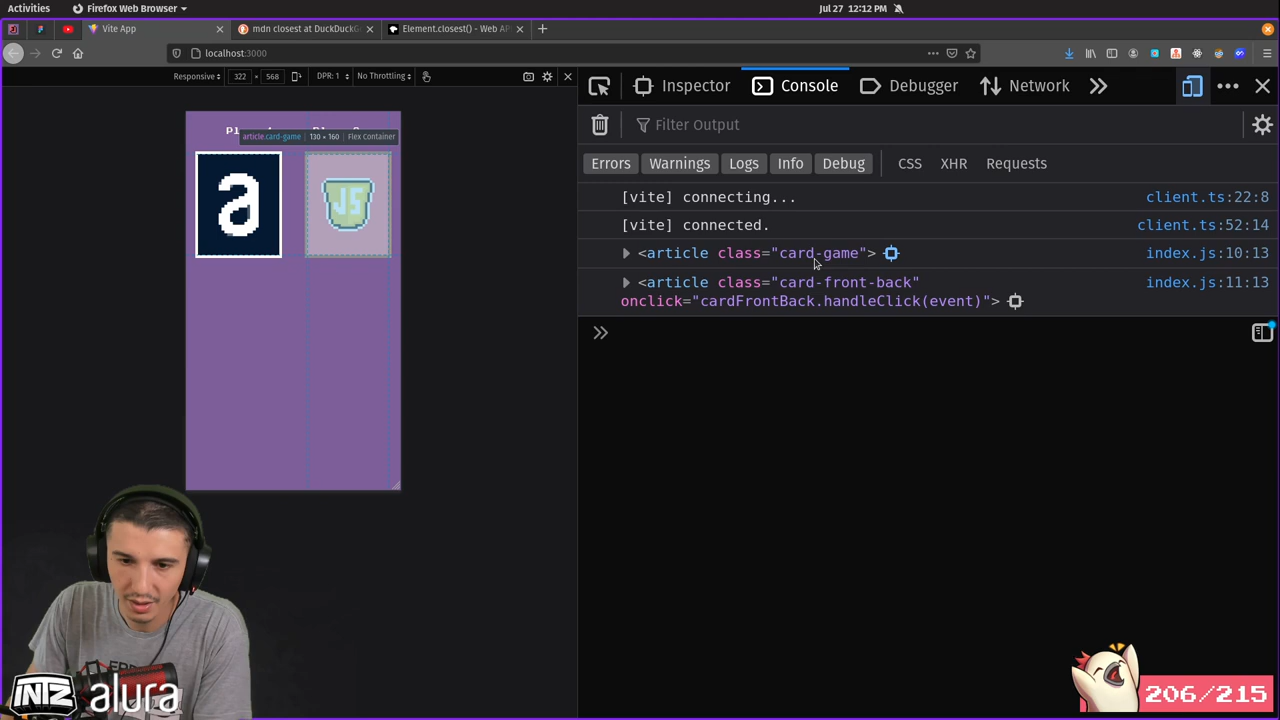 Activities
Firefox Web Browser
Jul 27 12:12 PM
Vite App
mdn closest at DuckDuckG
Element.closest() - Web AP
localhost:3000
Responsive
322 × 568
DPR: 1
No Throttling
Inspector
Console
Debugger
Network
Filter Output
Errors
Warnings
Logs
Info
Debug
CSS
XHR
Requests
[vite] connecting...
client.ts:22:8
[vite] connected.
client.ts:52:14
<article class="card-game">
index.js:10:13
<article class="card-front-back"
index.js:11:13
onclick="cardFrontBack.handleClick(event)">
article.card-game
130 × 160
Flex Container
a
JS
INTZ
alura
206/215